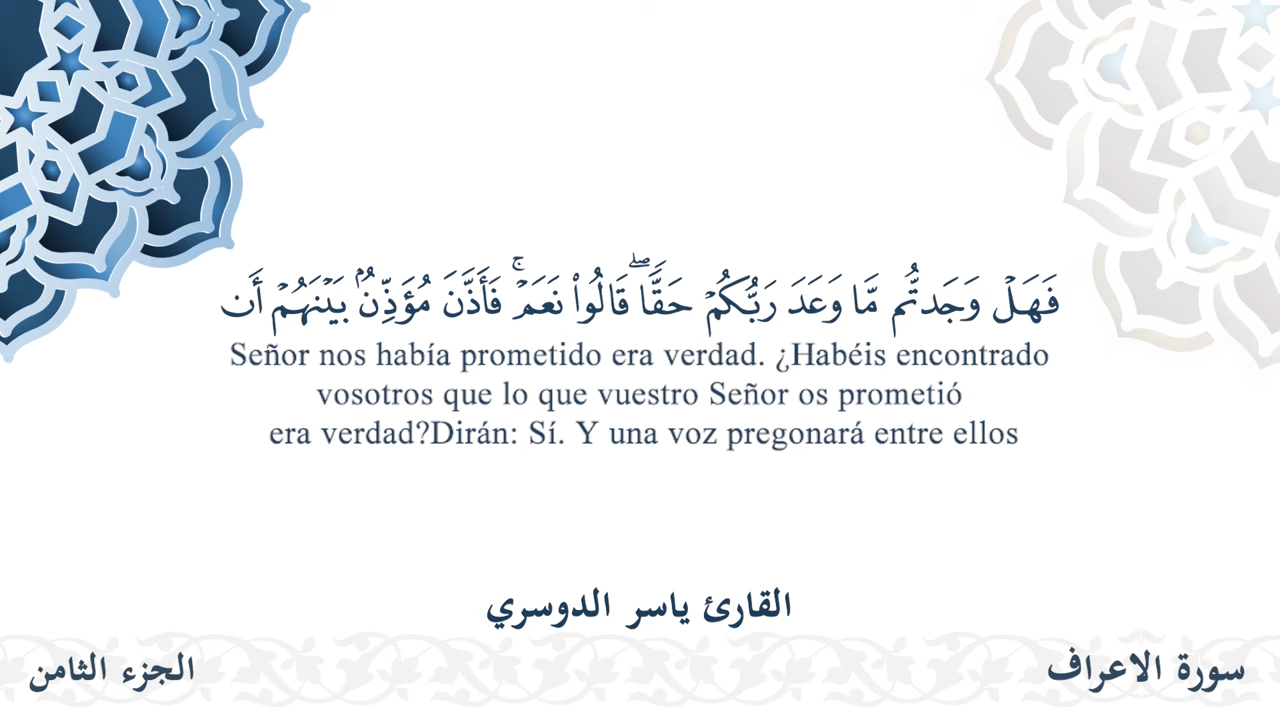 فَهَلْ وَجَدتُّم مَّا وَعَدَ رَبُّكُمْ حَقًّاۖ قَالُوا۟ نَعَمْۚ فَأَذَّنَ مُؤَذِّنٌۢ بَيْنَهُمْ أَن
Señor nos había prometido era verdad. ¿Habéis encontrado
vosotros que lo que vuestro Señor os prometió
era verdad?Dirán: Sí. Y una voz pregonará entre ellos
القارئ ياسر الدوسري
سورة الاعراف
الجزء الثامن